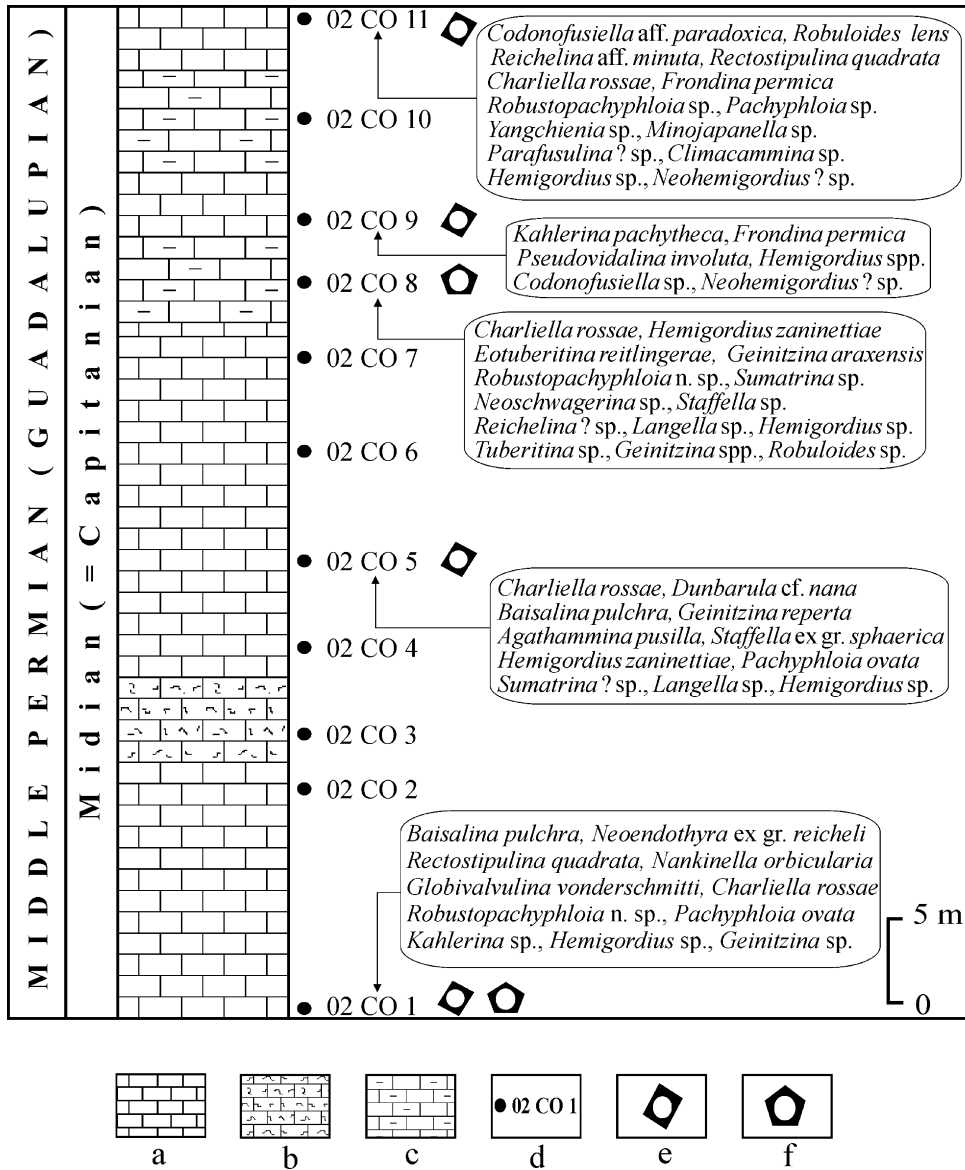 MIDDLE PERMIAN (GUADALUPIAN)
Midian (= Capitanian)
02 CO 11
Codonofusiella aff. paradoxica, Robuloides lens
Reichelina aff. minuta, Rectostipulina quadrata
Charliella rossae, Frondina permica
Robustopachyphloia sp., Pachyphloia sp.
Yangchienia sp., Minojapanella sp.
Parafusulina ? sp., Climacammina sp.
Hemigordius sp., Neohemigordius ? sp.
02 CO 10
02 CO 9
Kahlerina pachytheca, Frondina permica
Pseudovidalina involuta, Hemigordius spp.
Codonofusiella sp., Neohemigordius ? sp.
02 CO 8
Charliella rossae, Hemigordius zaninettiae
Eotuberitina reitlingerae, Geinitzina araxensis
Robustopachyphloia n. sp., Sumatrina sp.
Neoschwagerina sp., Staffella sp.
Reichelina ? sp., Langella sp., Hemigordius sp.
Tuberitina sp., Geinitzina spp., Robuloides sp.
02 CO 7
02 CO 6
02 CO 5
Charliella rossae, Dunbarula cf. nana
Baisalina pulchra, Geinitzina reperta
Agathammina pusilla, Staffella ex gr. sphaerica
Hemigordius zaninettiae, Pachyphloia ovata
Sumatrina ? sp., Langella sp., Hemigordius sp.
02 CO 4
02 CO 3
02 CO 2
Baisalina pulchra, Neoendothyra ex gr. reicheli
Rectostipulina quadrata, Nankinella orbicularia
Globivalvulina vonderschmitti, Charliella rossae
Robustopachyphloia n. sp., Pachyphloia ovata
Kahlerina sp., Hemigordius sp., Geinitzina sp.
02 CO 1
5 m
0
02 CO 1
a b c d e f